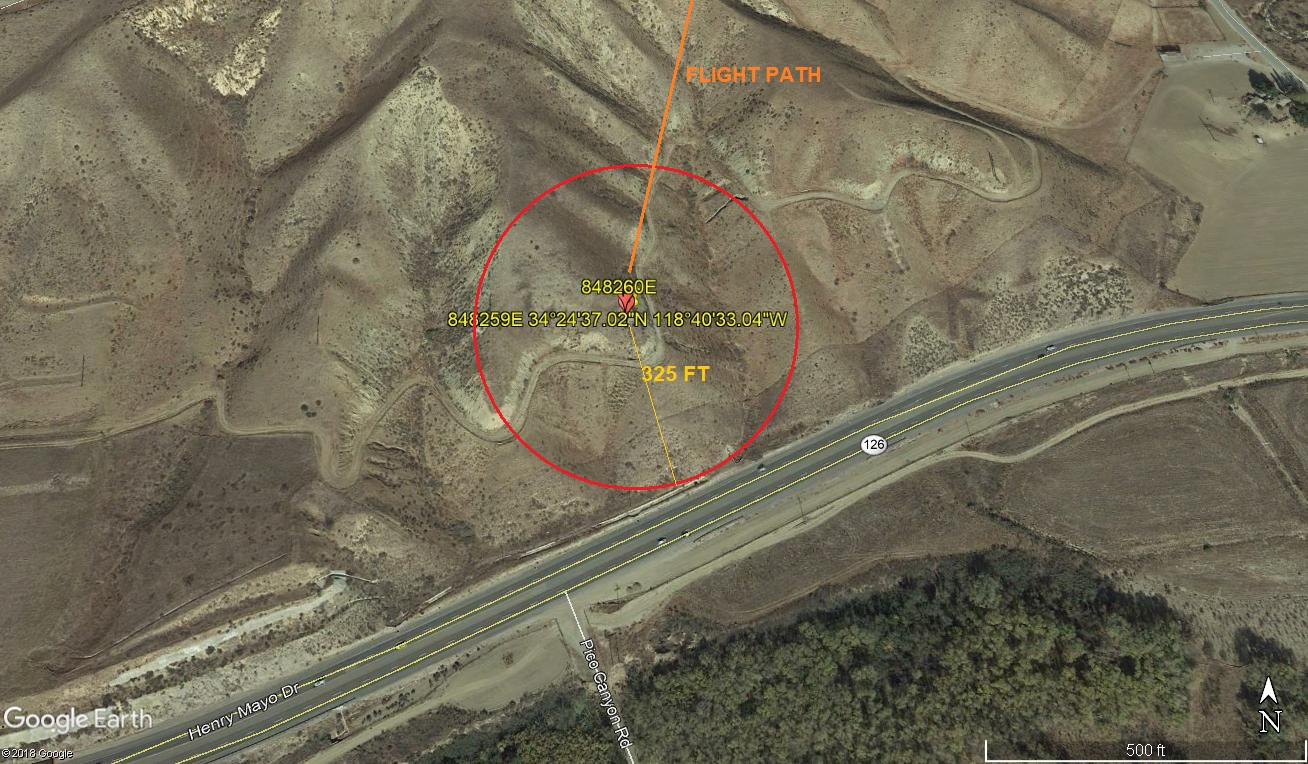 FLIGHT PATH
848260E
848259E 34°24'37.02"N 118°40'33.04"W
325 FT
126
Pico Canyon Rd
Henry Mayo Dr
Google Earth
©2018 Google
N
500 ft